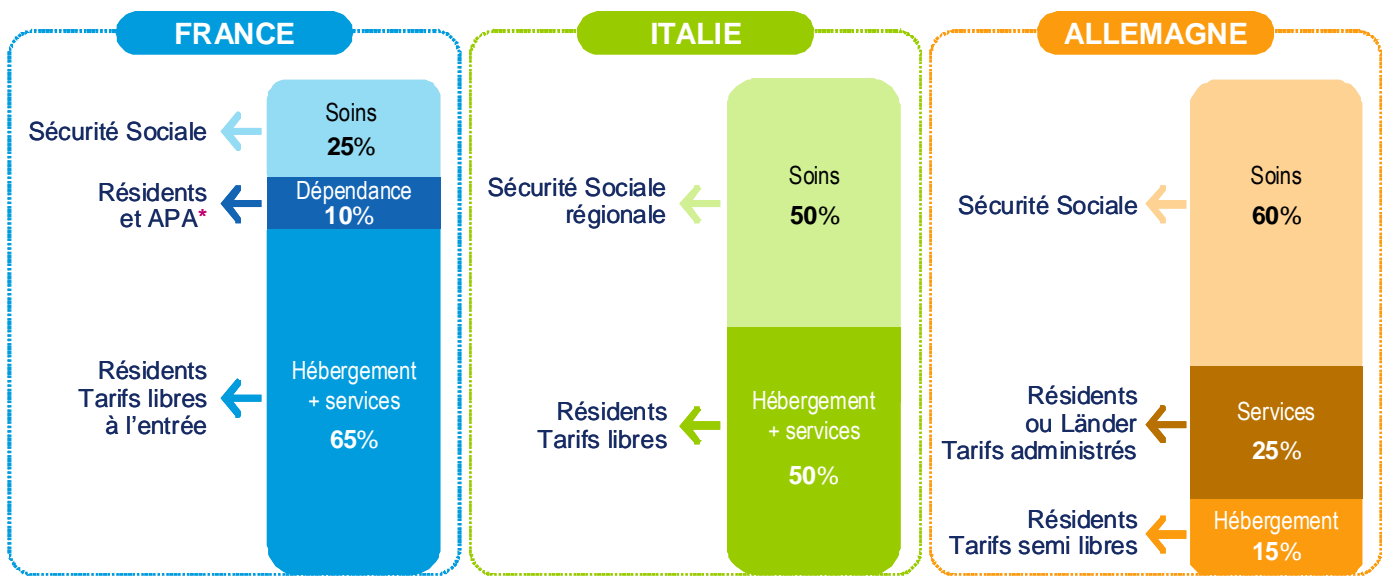 FRANCE
Sécurité Sociale
Soins
25%
Résidents
et APA*
Dépendance
10%
Résidents
Tarifs libres
à l’entrée
Hébergement
+ services
65%
ITALIE
Sécurité Sociale
régionale
Soins
50%
Résidents
Tarifs libres
Hébergement
+ services
50%
ALLEMAGNE
Sécurité Sociale
Soins
60%
Résidents
ou Länder
Tarifs administrés
Services
25%
Résidents
Tarifs semi libres
Hébergement
15%